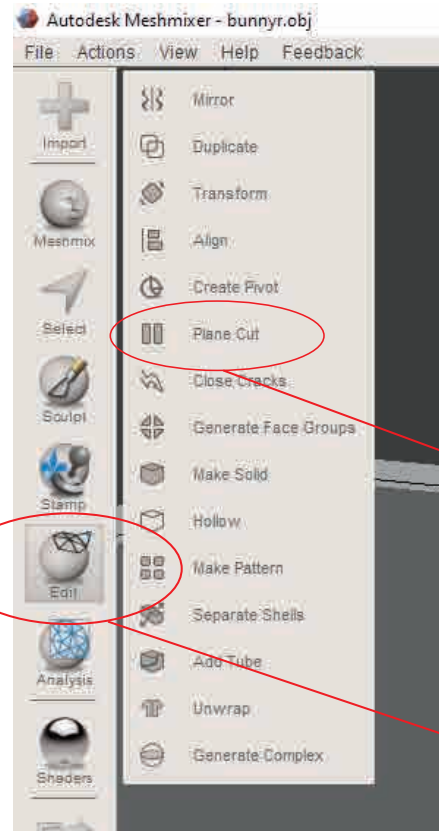 Autodesk Meshmixer - bunnyr.obj
File Actions View Help Feedback
Import
Meshmix
Select
Sculpt
Stamp
Edit
Analysis
Shaders
Mirror
Duplicate
Transform
Align
Create Pivot
Plane Cut
Close Cracks
Generate Face Groups
Make Solid
Hollow
Make Pattern
Separate Shells
Add Tube
Unwrap
Generate Complex